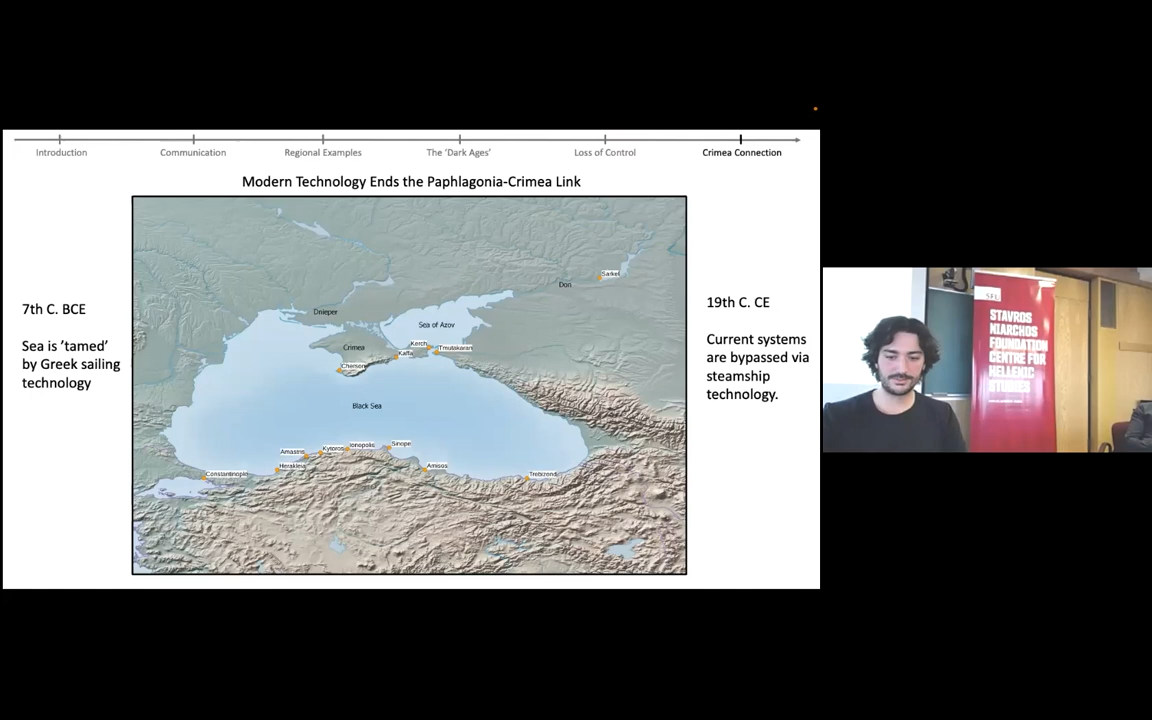 Introduction
Communication
Regional Examples
The 'Dark Ages'
Loss of Control
Crimea Connection
Modern Technology Ends the Paphlagonia-Crimea Link
7th C. BCE
Sea is ’tamed’
by Greek sailing
technology
Sarkel
Don
Dnieper
Sea of Azov
Crimea
Kerch
Tmutakaran
Kaffa
Cherson
Black Sea
Amastris
Kytoros
Ionopolis
Sinope
Constantinople
Herakleia
Amisos
Trebizond
19th C. CE
Current systems
are bypassed via
steamship
technology.
STAVROS
NIARCHOS
FOUNDATION
CENTRE FOR
HELLENIC
STUDIES